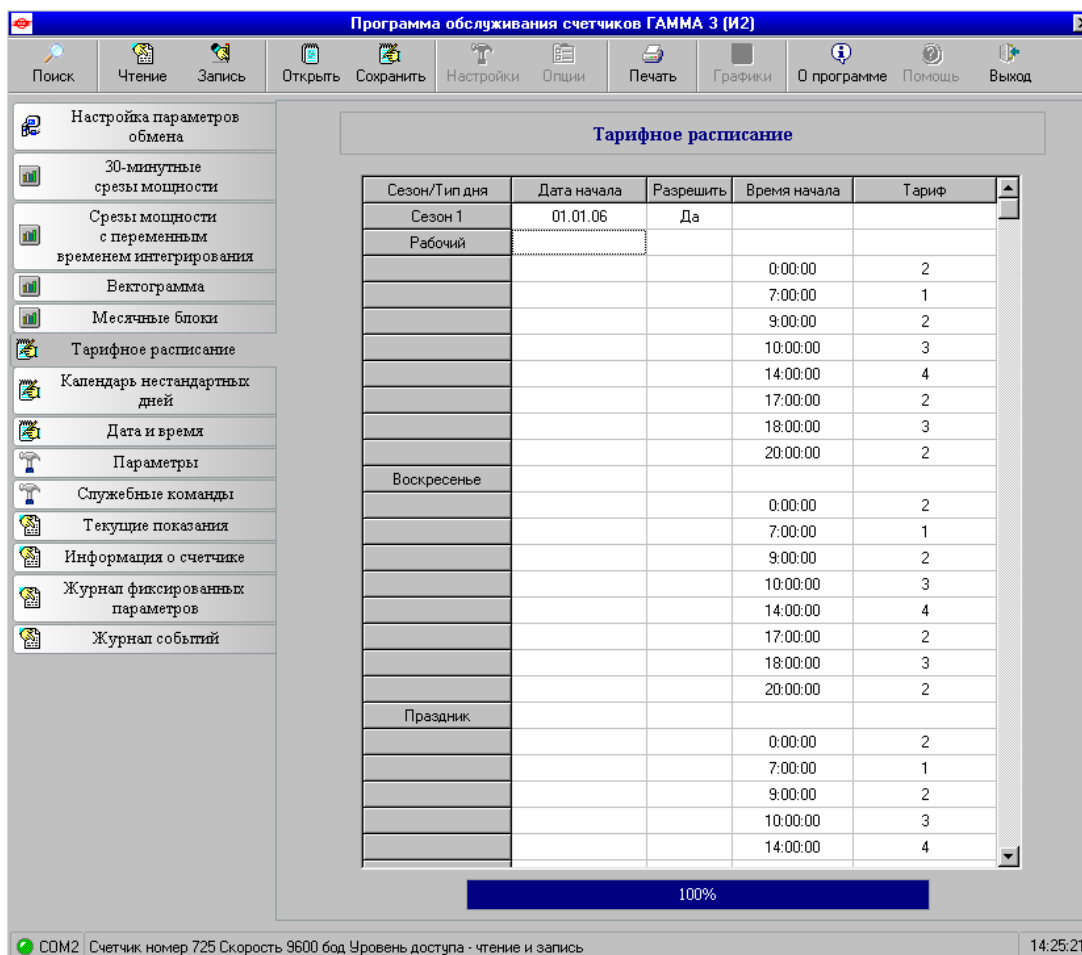 Программа обслуживания счетчиков ГАММА 3 (И2)
Поиск Чтение Запись Открыть Сохранить Настройки Опции Печать Графики О программе Помощь Выход
Настройка параметров
обмена
30-минутные
срезы мощности
Срезы мощности
с переменным
временем интегрирования
Вектограмма
Месячные блоки
Тарифное расписание
Календарь нестандартных
дней
Дата и время
Параметры
Служебные команды
Текущие показания
Информация о счетчике
Журнал фиксированных
параметров
Журнал событий
Тарифное расписание
Сезон/Тип дня Дата начала Разрешить Время начала Тариф
Сезон 1 01.01.06 Да
Рабочий
0:00:00 2
7:00:00 1
9:00:00 2
10:00:00 3
14:00:00 4
17:00:00 2
18:00:00 3
20:00:00 2
Воскресенье
0:00:00 2
7:00:00 1
9:00:00 2
10:00:00 3
14:00:00 4
17:00:00 2
18:00:00 3
20:00:00 2
Праздник
0:00:00 2
7:00:00 1
9:00:00 2
10:00:00 3
14:00:00 4
100%
COM2 Счетчик номер 725 Скорость 9600 бод Уровень доступа - чтение и запись 14:25:21